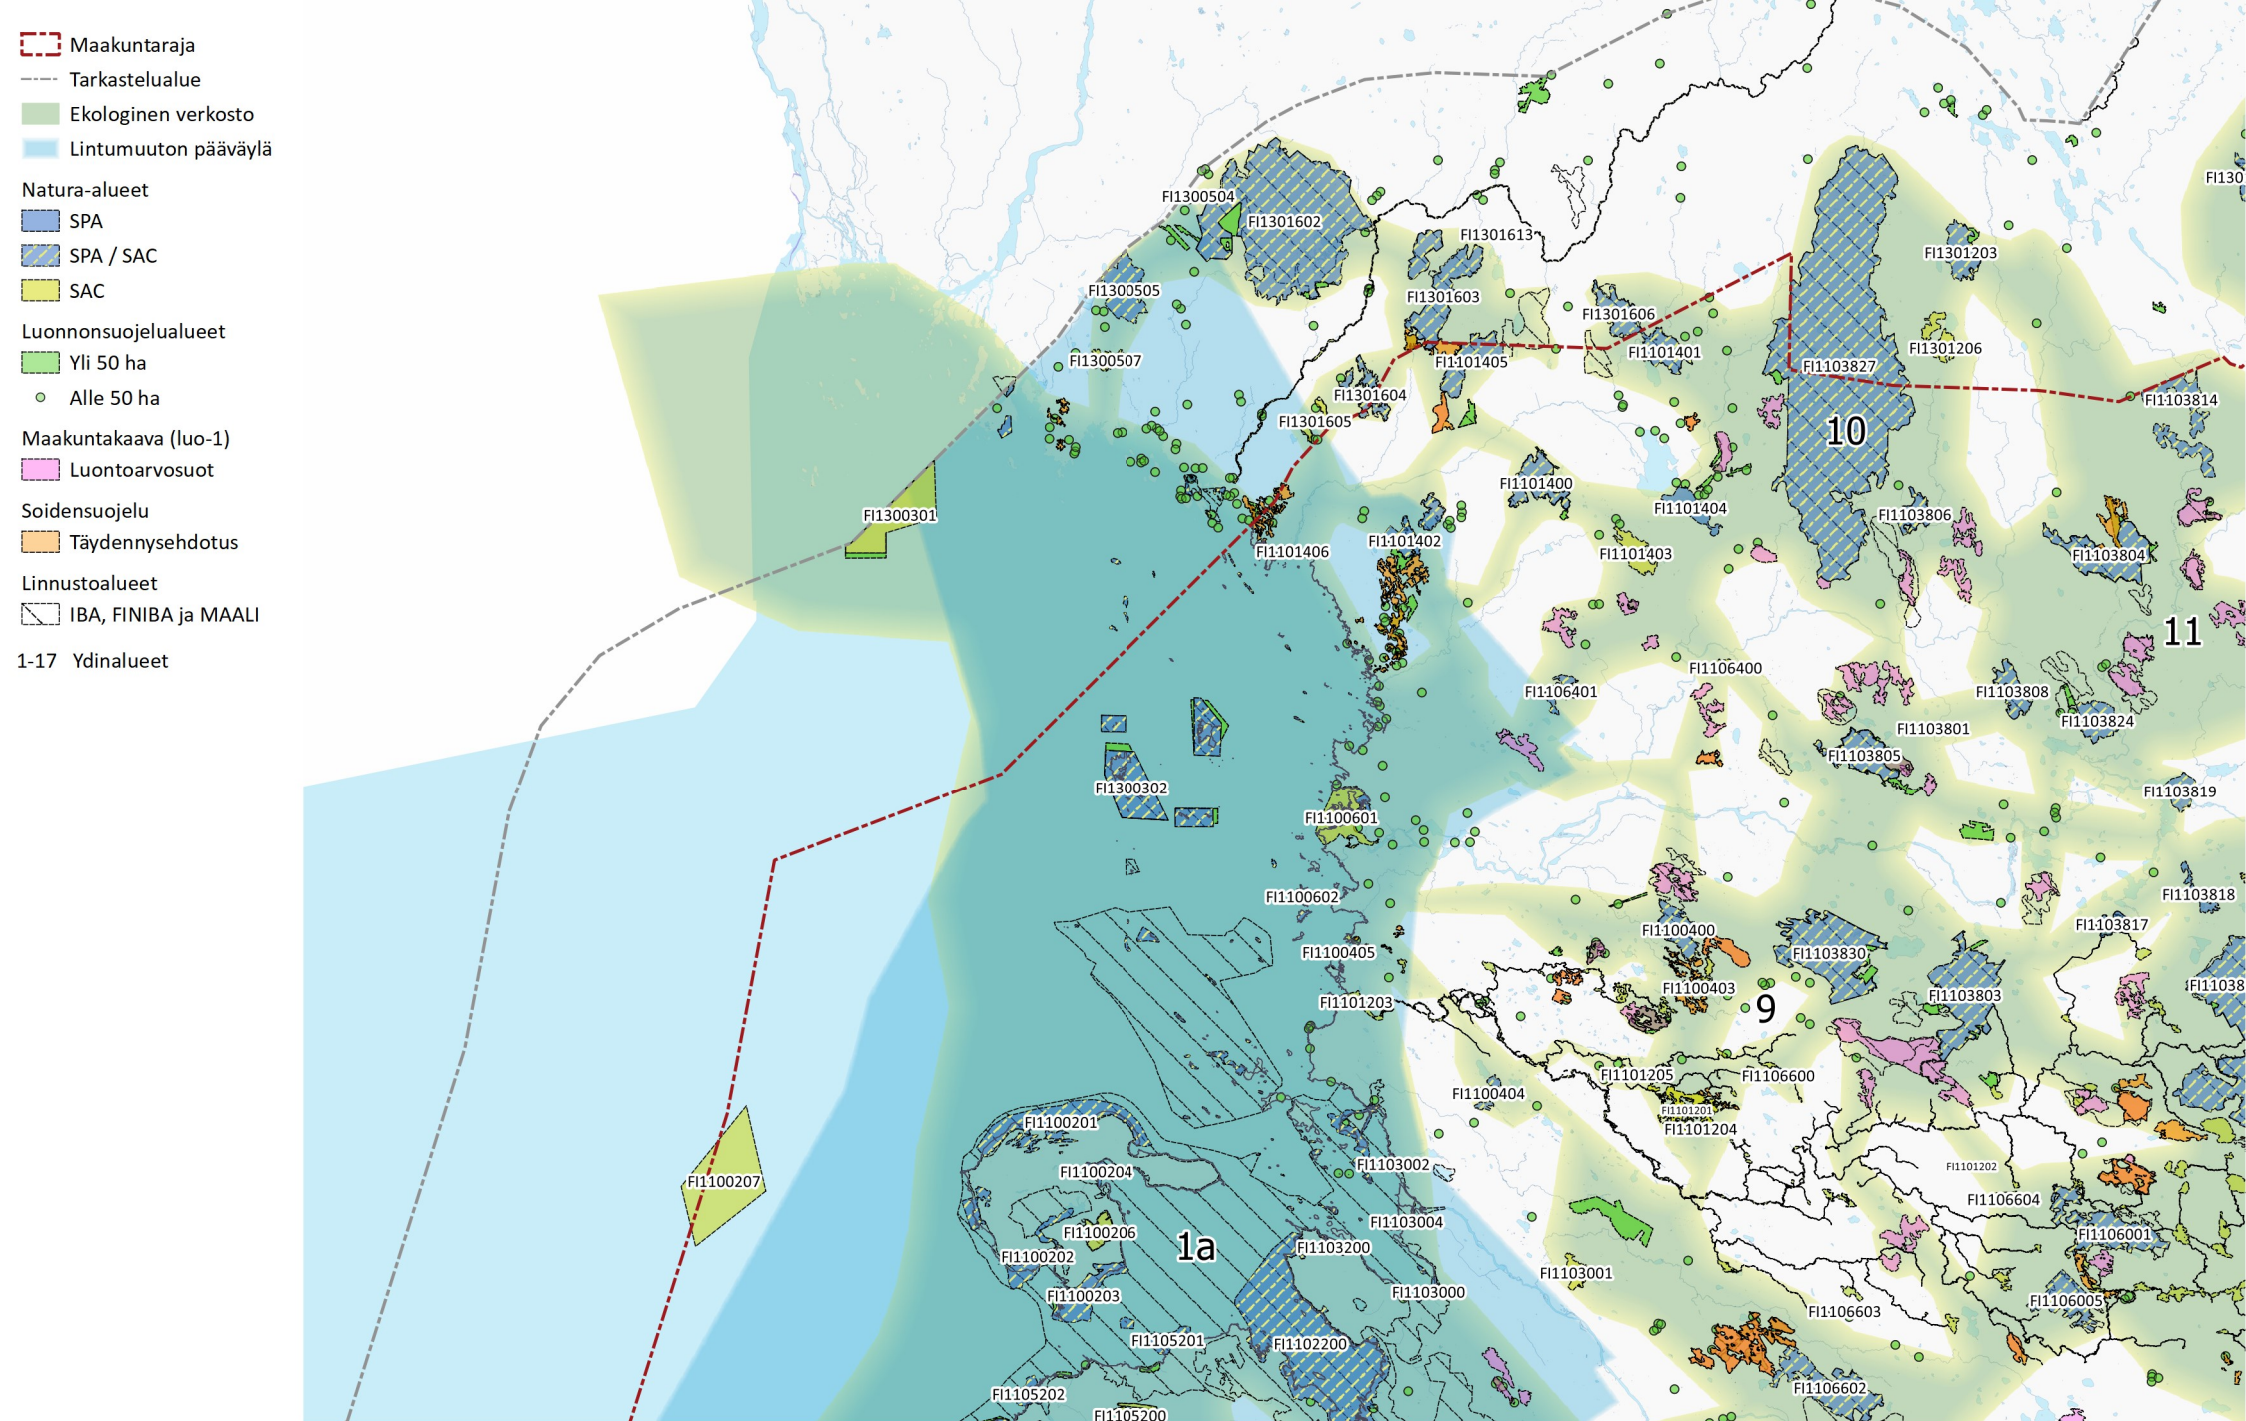 Maakuntaraja
Tarkastelualue
Ekologinen verkosto
Lintumuuton pääväylä
Natura-alueet
SPA
SPA / SAC
SAC
Luonnonsuojelualueet
Yli 50 ha
Alle 50 ha
Maakuntakaava (luo-1)
Luontoarvosuot
Soidensuojelu
Täydennysehdotus
Linnustoalueet
IBA, FINIBA ja MAALI
1-17 Ydinalueet
FI130
FI1300504
FI1301602
FI1301613
FI1301203
FI1300505
FI1301603
FI1301606
FI1300507
FI1101405
FI1101401
FI1301206
FI1103827
FI1301604
FI1103814
FI1301605
10
FI1101400
FI1101404
FI1103806
FI1300301
FI1101406
FI1101402
FI1101403
FI1103804
11
FI1106400
FI1106401
FI1103808
FI1103824
FI1103801
FI1103805
FI1300302
FI1103819
FI1100601
FI1100602
FI1103818
FI1103817
FI1100400
FI1100405
FI1103830
FI1100403
FI11038
FI1103803
FI1101203
9
FI1101205
FI1106600
FI1100404
FI1101201
FI1101204
FI1100201
FI1100204
FI1103002
FI1101202
FI1100207
FI1106604
FI1103004
FI1100206
FI1106001
1a
FI1103200
FI1100202
FI1103001
FI1103000
FI1100203
FI1106005
FI1106603
FI1105201
FI1102200
FI1105202
FI1106602
FI1105200